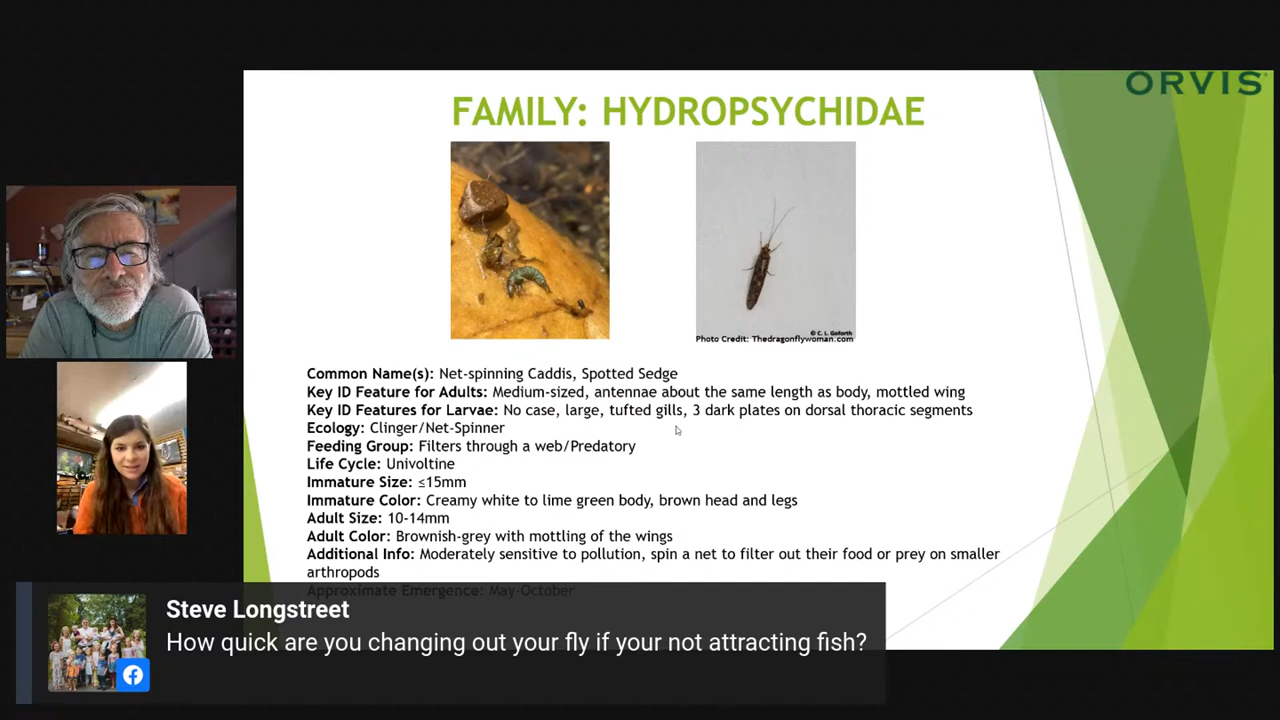 ORVIS
FAMILY: HYDROPSYCHIDAE
© C. L. Goforth
Photo Credit: Thedragonflywoman.com
Common Name(s): Net-spinning Caddis, Spotted Sedge
Key ID Feature for Adults: Medium-sized, antennae about the same length as body, mottled wing
Key ID Features for Larvae: No case, large, tufted gills, 3 dark plates on dorsal thoracic segments
Ecology: Clinger/Net-Spinner
Feeding Group: Filters through a web/Predatory
Life Cycle: Univoltine
Immature Size: ≤15mm
Immature Color: Creamy white to lime green body, brown head and legs
Adult Size: 10-14mm
Adult Color: Brownish-grey with mottling of the wings
Additional Info: Moderately sensitive to pollution, spin a net to filter out their food or prey on smaller
arthropods
Approximate Emergence: May-October
Steve Longstreet
How quick are you changing out your fly if your not attracting fish?